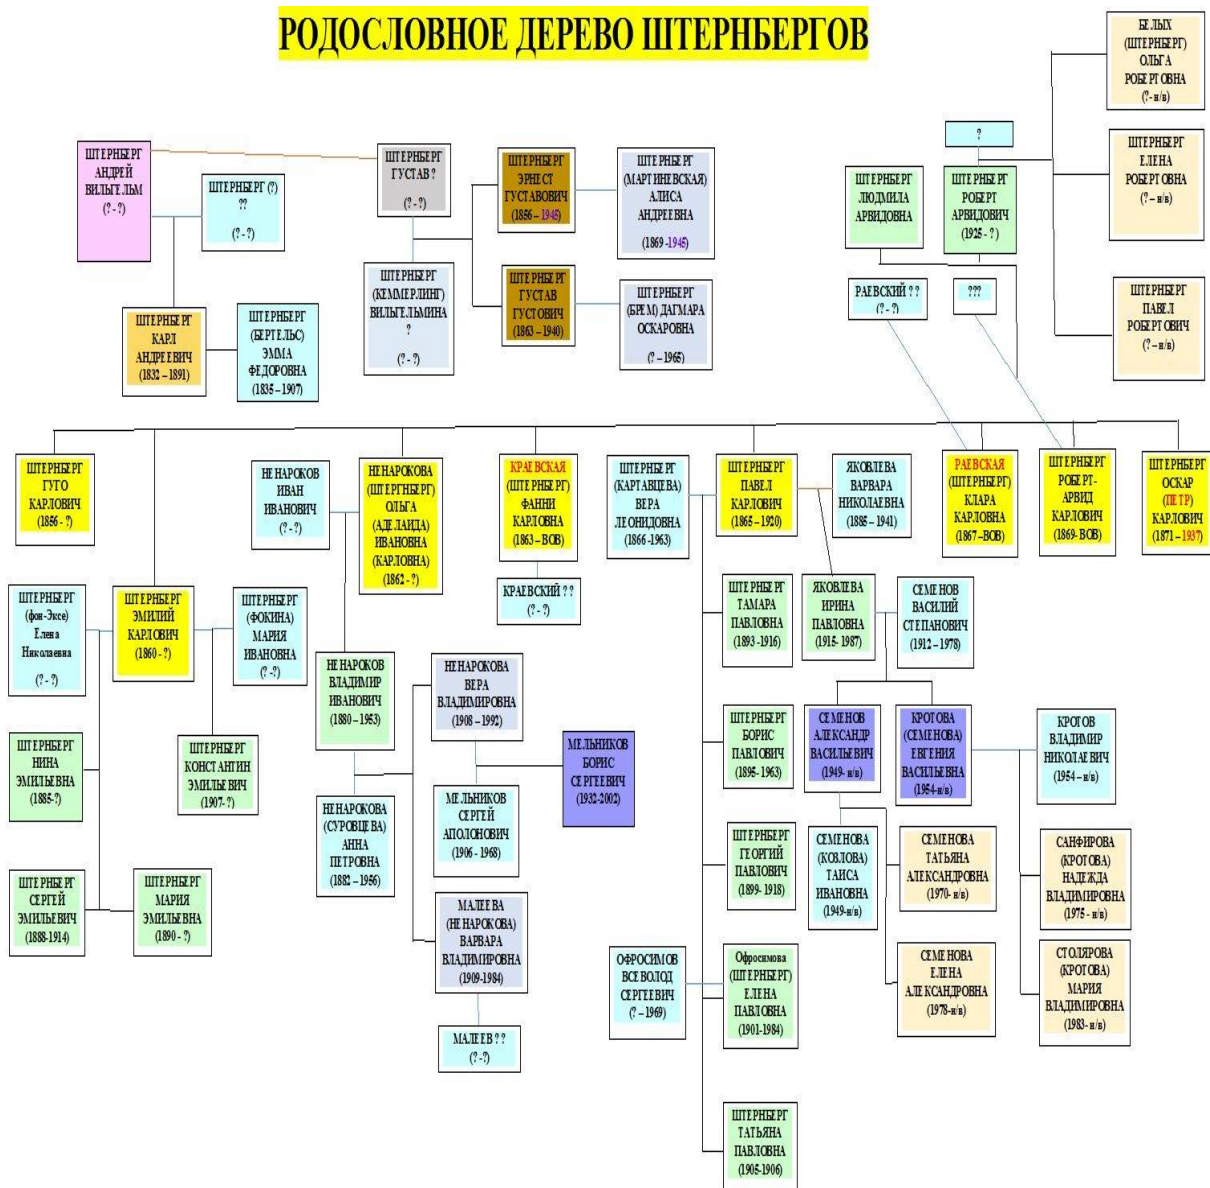 РОДОСЛОВНОЕ ДЕРЕВО ШТЕРНБЕРГОВ
БЕЛЫХ
(ШТЕРНБЕРГ)
ОЛЬГА
РОБЕРТОВНА
(? - н/в)
ШТЕРНБЕРГ
АНДРЕЙ
ВИЛЬГЕЛЬМ
(? - ?)
ШТЕРНБЕРГ (?)
??
(? - ?)
ШТЕРНБЕРГ
ГУСТАВ ?
(? - ?)
ШТЕРНБЕРГ
ЭРНЕСТ
ГУСТАВОВИЧ
(1856 – 1945)
ШТЕРНБЕРГ
(МАРТИНЕВСКАЯ)
АЛИСА
АНДРЕЕВНА
(1869 -1945)
?
ШТЕРНБЕРГ
ЛЮДМИЛА
АРВИДОВНА
ШТЕРНБЕРГ
РОБЕРТ
АРВИДОВИЧ
(1925 - ?)
ШТЕРНБЕРГ
ЕЛЕНА
РОБЕРТОВНА
(? – н/в)
ШТЕРНБЕРГ
КАРЛ
АНДРЕЕВИЧ
(1832 – 1891)
ШТЕРНБЕРГ
(БЕРТЕЛЬС)
ЭММА
ФЕДОРОВНА
(1835 – 1907)
ШТЕРНБЕРГ
(КЕММЕРЛИНГ)
ВИЛЬГЕЛЬМИНА
?
(? - ?)
ШТЕРНБЕРГ
ГУСТАВ
ГУСТОВИЧ
(1863 – 1940)
ШТЕРНБЕРГ
(БРЕМ) ДАГМАРА
ОСКАРОВНА
(? – 1965)
РАЕВСКИЙ ? ?
(? - ?)
???
ШТЕРНБЕРГ
ПАВЕЛ
РОБЕРТОВИЧ
(? – н/в)
ШТЕРНБЕРГ
ГУГО
КАРЛОВИЧ
(1856 - ?)
НЕНАРОКОВ
ИВАН
ИВАНОВИЧ
(? - ?)
НЕНАРОКОВА
(ШТЕРГНБЕРГ)
ОЛЬГА
(АДЕЛАИДА)
ИВАНОВНА
(КАРЛОВНА)
(1862 - ?)
КРАЕВСКАЯ
(ШТЕРНБЕРГ)
ФАННИ
КАРЛОВНА
(1863 – ВОВ)
ШТЕРНБЕРГ
(КАРТАВЦЕВА)
ВЕРА
ЛЕОНИДОВНА
(1866 -1963)
ШТЕРНБЕРГ
ПАВЕЛ
КАРЛОВИЧ
(1865 – 1920)
ЯКОВЛЕВА
ВАРВАРА
НИКОЛАЕВНА
(1885 – 1941)
РАЕВСКАЯ
(ШТЕРНБЕРГ)
КЛАРА
КАРЛОВНА
(1867 –ВОВ)
ШТЕРНБЕРГ
РОБЕРТ-
АРВИД
КАРЛОВИЧ
(1869- ВОВ)
ШТЕРНБЕРГ
ОСКАР
(ПЕТР)
КАРЛОВИЧ
(1871 – 1937)
ШТЕРНБЕРГ
(фон-Эксе)
Елена
Николаевна
(? - ?)
ШТЕРНБЕРГ
ЭМИЛИЙ
КАРЛОВИЧ
(1860 - ?)
ШТЕРНБЕРГ
(ФОКИНА)
МАРИЯ
ИВАНОВНА
(? -?)
КРАЕВСКИЙ ? ?
(? - ?)
ШТЕРНБЕРГ
ТАМАРА
ПАВЛОВНА
(1893 -1916)
ЯКОВЛЕВА
ИРИНА
ПАВЛОВНА
(1915- 1987)
СЕМЕНОВ
ВАСИЛИЙ
СТЕПАНОВИЧ
(1912 – 1978)
НЕНАРОКОВ
ВЛАДИМИР
ИВАНОВИЧ
(1880 – 1953)
НЕНАРОКОВА
ВЕРА
ВЛАДИМИРОВНА
(1908 – 1992)
ШТЕРНБЕРГ
НИНА
ЭМИЛЬЕВНА
(1885-?)
ШТЕРНБЕРГ
КОНСТАНТИН
ЭМИЛЬЕВИЧ
(1907- ?)
МЕЛЬНИКОВ
БОРИС
СЕРГЕЕВИЧ
(1932-2002)
ШТЕРНБЕРГ
БОРИС
ПАВЛОВИЧ
(1895- 1963)
СЕМЕНОВ
АЛЕКСАНДР
ВАСИЛЬЕВИЧ
(1949- н/в)
КРОТОВА
(СЕМЕНОВА)
ЕВГЕНИЯ
ВАСИЛЬЕВНА
(1954-н/в)
КРОТОВ
ВЛАДИМИР
НИКОЛАЕВИЧ
(1954 – н/в)
НЕНАРОКОВА
(СУРОВЦЕВА)
АННА
ПЕТРОВНА
(1882 – 1956)
МЕЛЬНИКОВ
СЕРГЕЙ
АПОЛОНОВИЧ
(1906 - 1968)
ШТЕРНБЕРГ
ГЕОРГИЙ
ПАВЛОВИЧ
(1899- 1918)
СЕМЕНОВА
(КОЗЛОВА)
ТАИСА
ИВАНОВНА
(1949-н/в)
СЕМЕНОВА
ТАТЬЯНА
АЛЕКСАНДРОВНА
(1970- н/в)
САНФИРОВА
(КРОТОВА)
НАДЕЖДА
ВЛАДИМИРОВНА
(1975 - н/в)
ШТЕРНБЕРГ
СЕРГЕЙ
ЭМИЛЬЕВИЧ
(1888-1914)
ШТЕРНБЕРГ
МАРИЯ
ЭМИЛЬЕВНА
(1890 - ?)
МАЛЕЕВА
(НЕНАРОКОВА)
ВАРВАРА
ВЛАДИМИРОВНА
(1909-1984)
ОФРОСИМОВ
ВСЕВОЛОД
СЕРГЕЕВИЧ
(? – 1969)
Офросимова
(ШТЕРНБЕРГ)
ЕЛЕНА
ПАВЛОВНА
(1901-1984)
СЕМЕНОВА
ЕЛЕНА
АЛЕКСАНДРОВНА
(1978-н/в)
СТОЛЯРОВА
(КРОТОВА)
МАРИЯ
ВЛАДИМИРОВНА
(1983- н/в)
МАЛЕЕВ ? ?
(? -?)
ШТЕРНБЕРГ
ТАТЬЯНА
ПАВЛОВНА
(1905-1906)